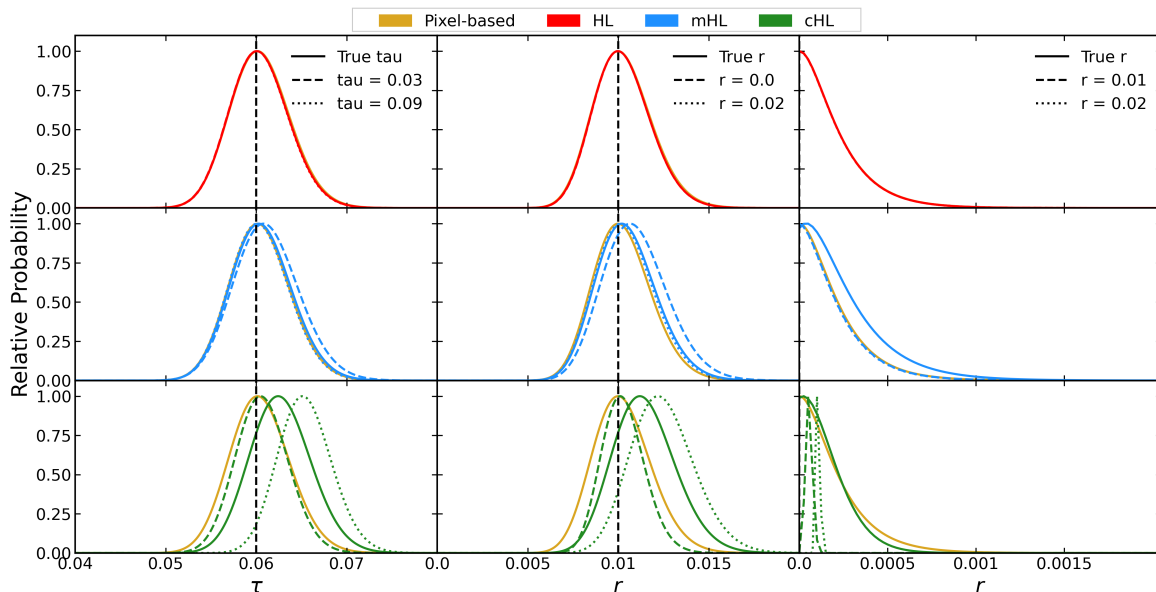 Pixel-based HL mHL cHL
Relative Probability
1.00
0.75
0.50
0.25
0.00
True tau
tau = 0.03
tau = 0.09
True r
r = 0.0
r = 0.02
True r
r = 0.01
r = 0.02
1.00
0.75
0.50
0.25
0.00
1.00
0.75
0.50
0.25
0.00
0.04 0.05 0.06 0.07 0.0 0.01 0.015 0.0 0.0005 0.001 0.0015
τ r r